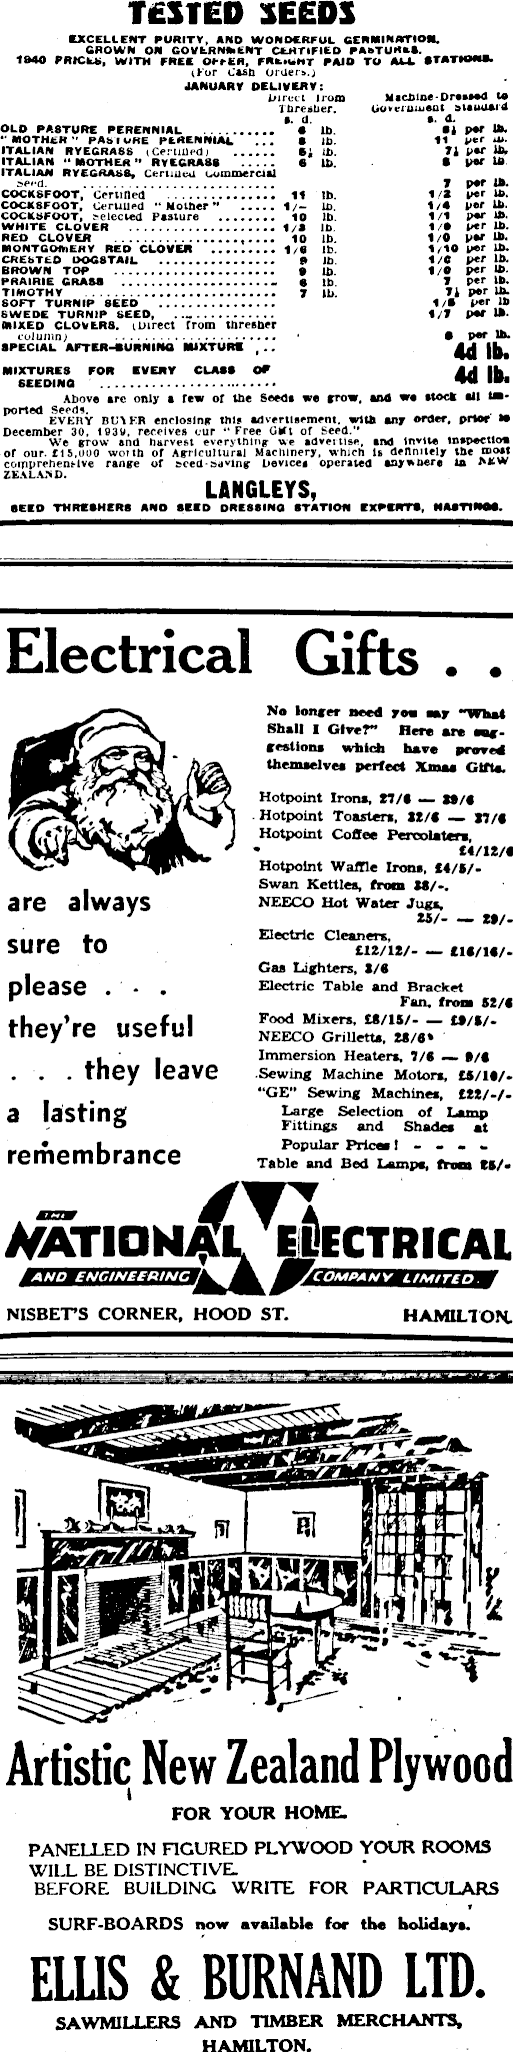 TESTED SEEDS
EXCELLENT PURITY, AND WONDERFUL GERMINATION.
GROWN ON GOVERNMENT CERTIFIED PASTURES.
1940 PRICES, WITH FREE OFFER, FREIGHT PAID TO ALL STATIONS.
(For Cash Orders.)
JANUARY DELIVERY:
Direct from Machine-Dressed to
Thresher. Government Standard
s. d. s. d.
OLD PASTURE PERENNIAL .......... 6 lb. per lb.
"MOTHER" PASTURE PERENNIAL ... 8 lb. 11 per lb.
ITALIAN RYEGRASS (Certified) ...... 5½ lb. 7½ per lb.
ITALIAN "MOTHER" RYEGRASS ...... 6 lb. 8 per lb.
ITALIAN RYEGRASS, Certified Commercial
Seed. .............................. 7 per lb.
COCKSFOOT, Certified ............ 11 lb. 1/2 per lb.
COCKSFOOT, Certified "Mother" ....... 1/- lb. 1/4 per lb.
COCKSFOOT, Selected Pasture ........ 10 lb. 1/1 per lb.
WHITE CLOVER .................. lb. per lb.
RED CLOVER .................... 10 lb. 1/0 per lb.
MONTGOMERY RED CLOVER ........... 1/6 lb. 1/10 per lb.
CRESTED DOGSTAIL .............. 9 lb. per lb.
BROWN TOP .................... 9 lb. 1/0 per lb.
PRAIRIE GRASS ................. 6 lb. 7 per lb.
TIMOTHY ...................... 7 lb. 7½ per lb.
SOFT TURNIP SEED ............... per lb
SWEDE TURNIP SEED, ............. 1/7 per lb.
MIXED CLOVERS. (Direct from thresher
column) ........................ 6 per lb.
SPECIAL AFTER-BURNING MIXTURE ... 4d lb.
MIXTURES FOR EVERY CLASS OF
SEEDING ........................ 4d lb.
Above are only a few of the Seeds we grow, and we stock all im-
ported Seeds.
EVERY BUYER enclosing this advertisement, with any order, prior to
December 30, 1939, receives our "Free Gift of Seed."
We grow and harvest everything we advertise, and invite inspection
of our £15,000 worth of Agricultural Machinery, which is definitely the most
comprehensive range of Seed-Saving Devices operated anywhere in NEW
ZEALAND.
LANGLEYS,
SEED THRESHERS AND SEED DRESSING STATION EXPERTS, HASTINGS.
Electrical Gifts . .
No longer need you say "What
Shall I Give?" Here are sug-
gestions which have proved
themselves perfect Xmas Gifts.
Hotpoint Irons, 27/6 — 39/6
Hotpoint Toasters, 32/6 — 37/6
Hotpoint Coffee Percolaters,
£4/12/6
Hotpoint Waffle Irons, £4/5/-
Swan Kettles, from 38/-.
NEECO Hot Water Jugs,
25/- — 29/-
Electric Cleaners,
£12/12/- — £16/16/-
Gas Lighters, 3/6
Electric Table and Bracket
Fan, from 52/6
Food Mixers, £8/15/- — £9/5/-
NEECO Grilletts, 28/6
Immersion Heaters, 7/6 — 9/6
Sewing Machine Motors, £5/10/-
"GE" Sewing Machines, £22/-/-
Large Selection of Lamp
Fittings and Shades at
Popular Prices! - - - -
Table and Bed Lamps, from 25/-
are always
sure to
please . . .
they're useful
. . . they leave
a lasting
remembrance
THE
NATIONAL ELECTRICAL
AND ENGINEERING COMPANY LIMITED.
NISBET'S CORNER, HOOD ST. HAMILTON.
Artistic New Zealand Plywood
FOR YOUR HOME.
PANELLED IN FIGURED PLYWOOD YOUR ROOMS
WILL BE DISTINCTIVE.
BEFORE BUILDING WRITE FOR PARTICULARS
SURF-BOARDS now available for the holidays.
ELLIS & BURNAND LTD.
SAWMILLERS AND TIMBER MERCHANTS,
HAMILTON.